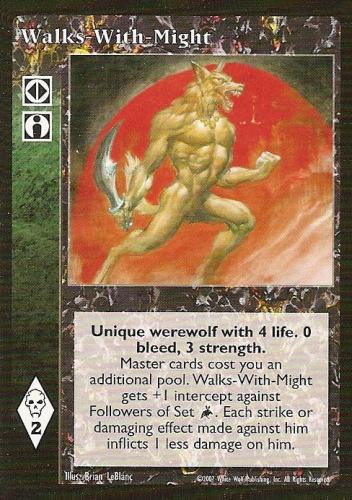 Walks-With-Might
Unique werewolf with 4 life. 0
bleed, 3 strength.
Master cards cost you an
additional pool. Walks-With-Might
gets +1 intercept against
Followers of Set . Each strike or
damaging effect made against him
inflicts 1 less damage on him.
2
Illus: Brian LeBlanc
©2007 White Wolf Publishing, Inc. All Rights Reserved.